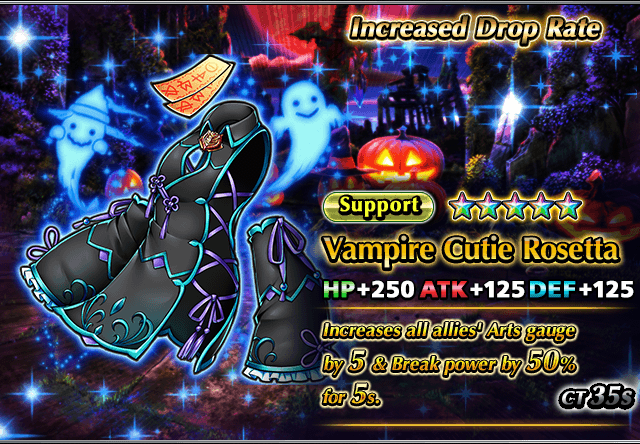 Increased Drop Rate
Support
Vampire Cutie Rosetta
HP+250 ATK+125 DEF+125
Increases all allies' Arts gauge
by 5 & Break power by 50%
for 5s.
CT 35s